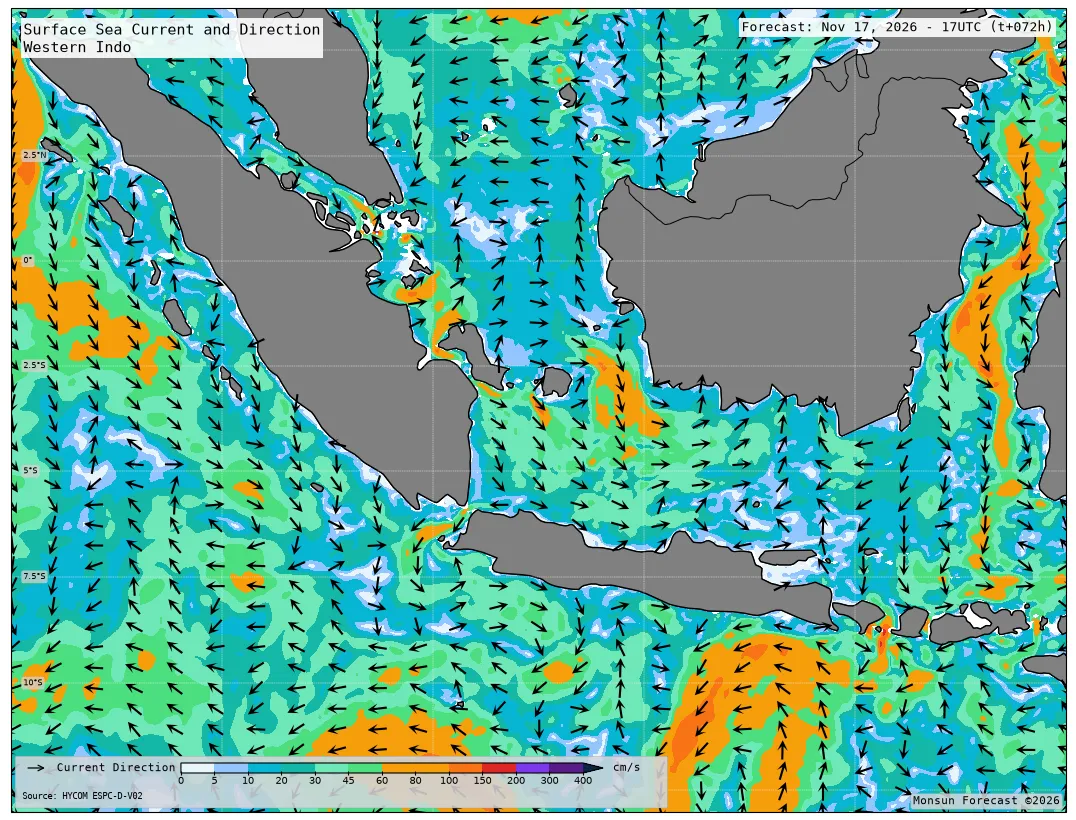 Surface Sea Current and Direction
Western Indo
Forecast: Nov 17, 2026 - 17UTC (t+072h)
2.5°N
0°
2.5°S
5°S
7.5°S
10°S
Current Direction
0 5 10 20 30 45 60 80 100 150 200 300 400 cm/s
Source: HYCOM ESPC-D-V02
Monsun Forecast ©2026